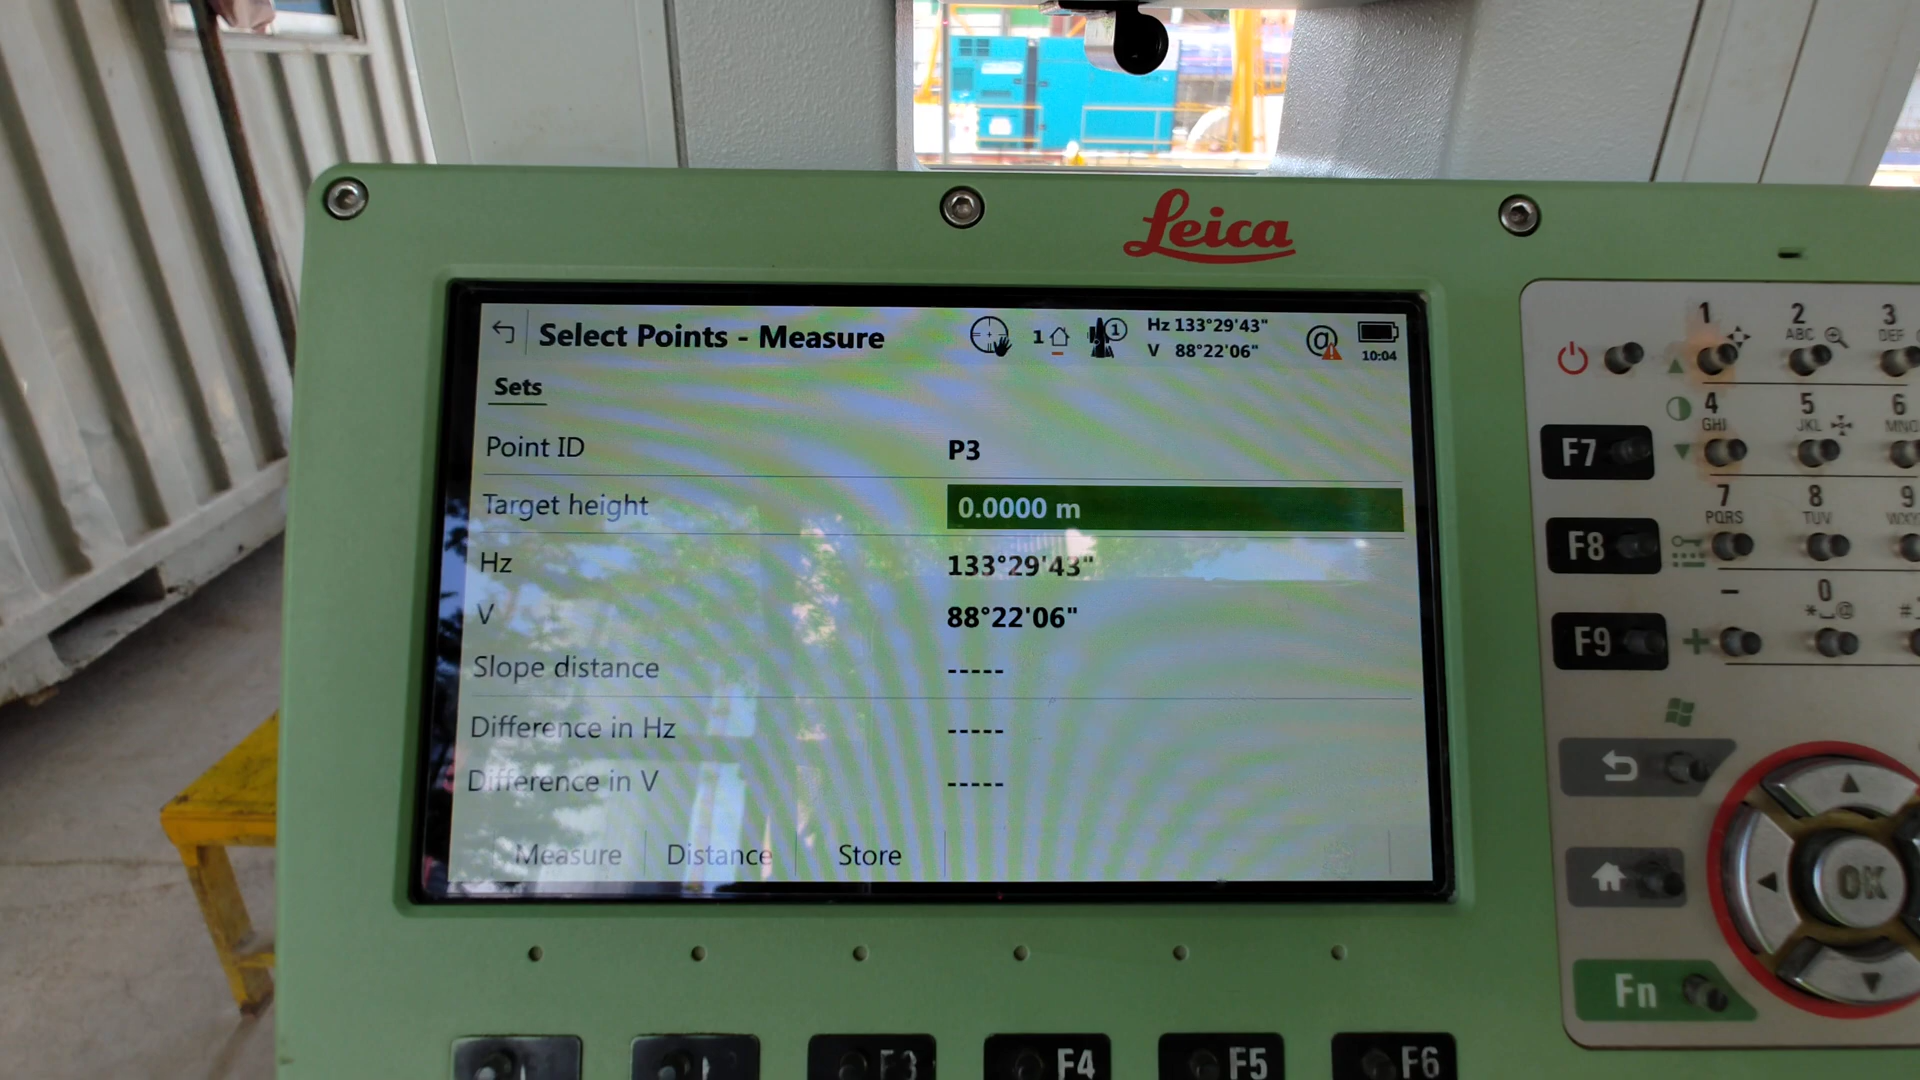 Leica
Select Points - Measure
1
1
Hz 133°29'43"
V 88°22'06"
@
10:04
Sets
Point ID P3
Target height 0.0000 m
Hz 133°29'43"
V 88°22'06"
Slope distance -----
Difference in Hz -----
Difference in V -----
Measure Distance Store
1 2 3
ABC DEF
F7
4 5 6
GHI JKL MNO
F8
7 8 9
PQRS TUV WXY
F9
- 0
*␣@ #
+
OK
Fn
F3 F4 F5 F6